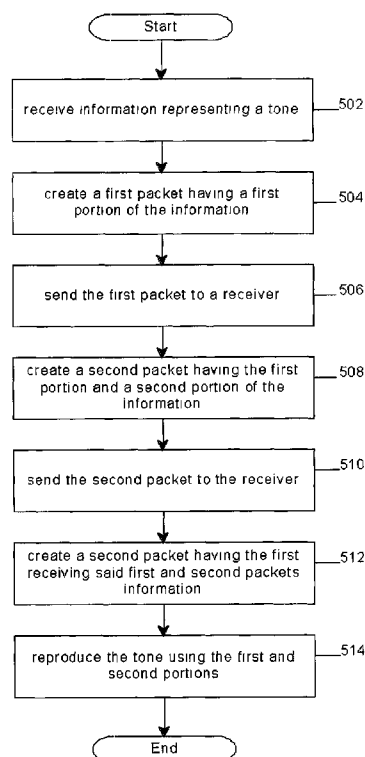 Start
receive information representing a tone
502
create a first packet having a first
portion of the information
504
send the first packet to a receiver
506
create a second packet having the first
portion and a second portion of the
information
508
send the second packet to the receiver
510
create a second packet having the first
receiving said first and second packets
information
512
reproduce the tone using the first and
second portions
514
End